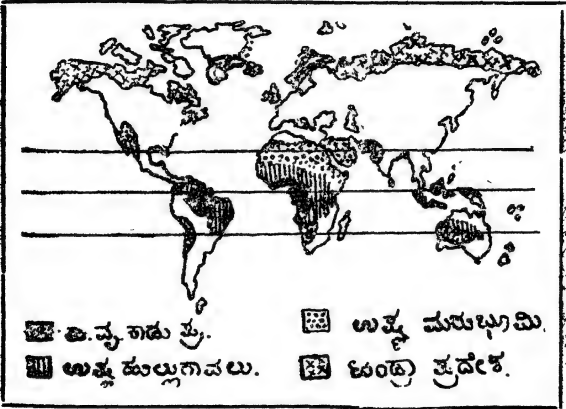 ಕಾಡು ಪ್ರ.
ಉಷ್ಣ ಹುಲ್ಲುಗಾವಲು.
ಉಷ್ಣ ಮರುಭೂಮಿ.
ಟಂಡ್ರಾ ಪ್ರದೇಶ.